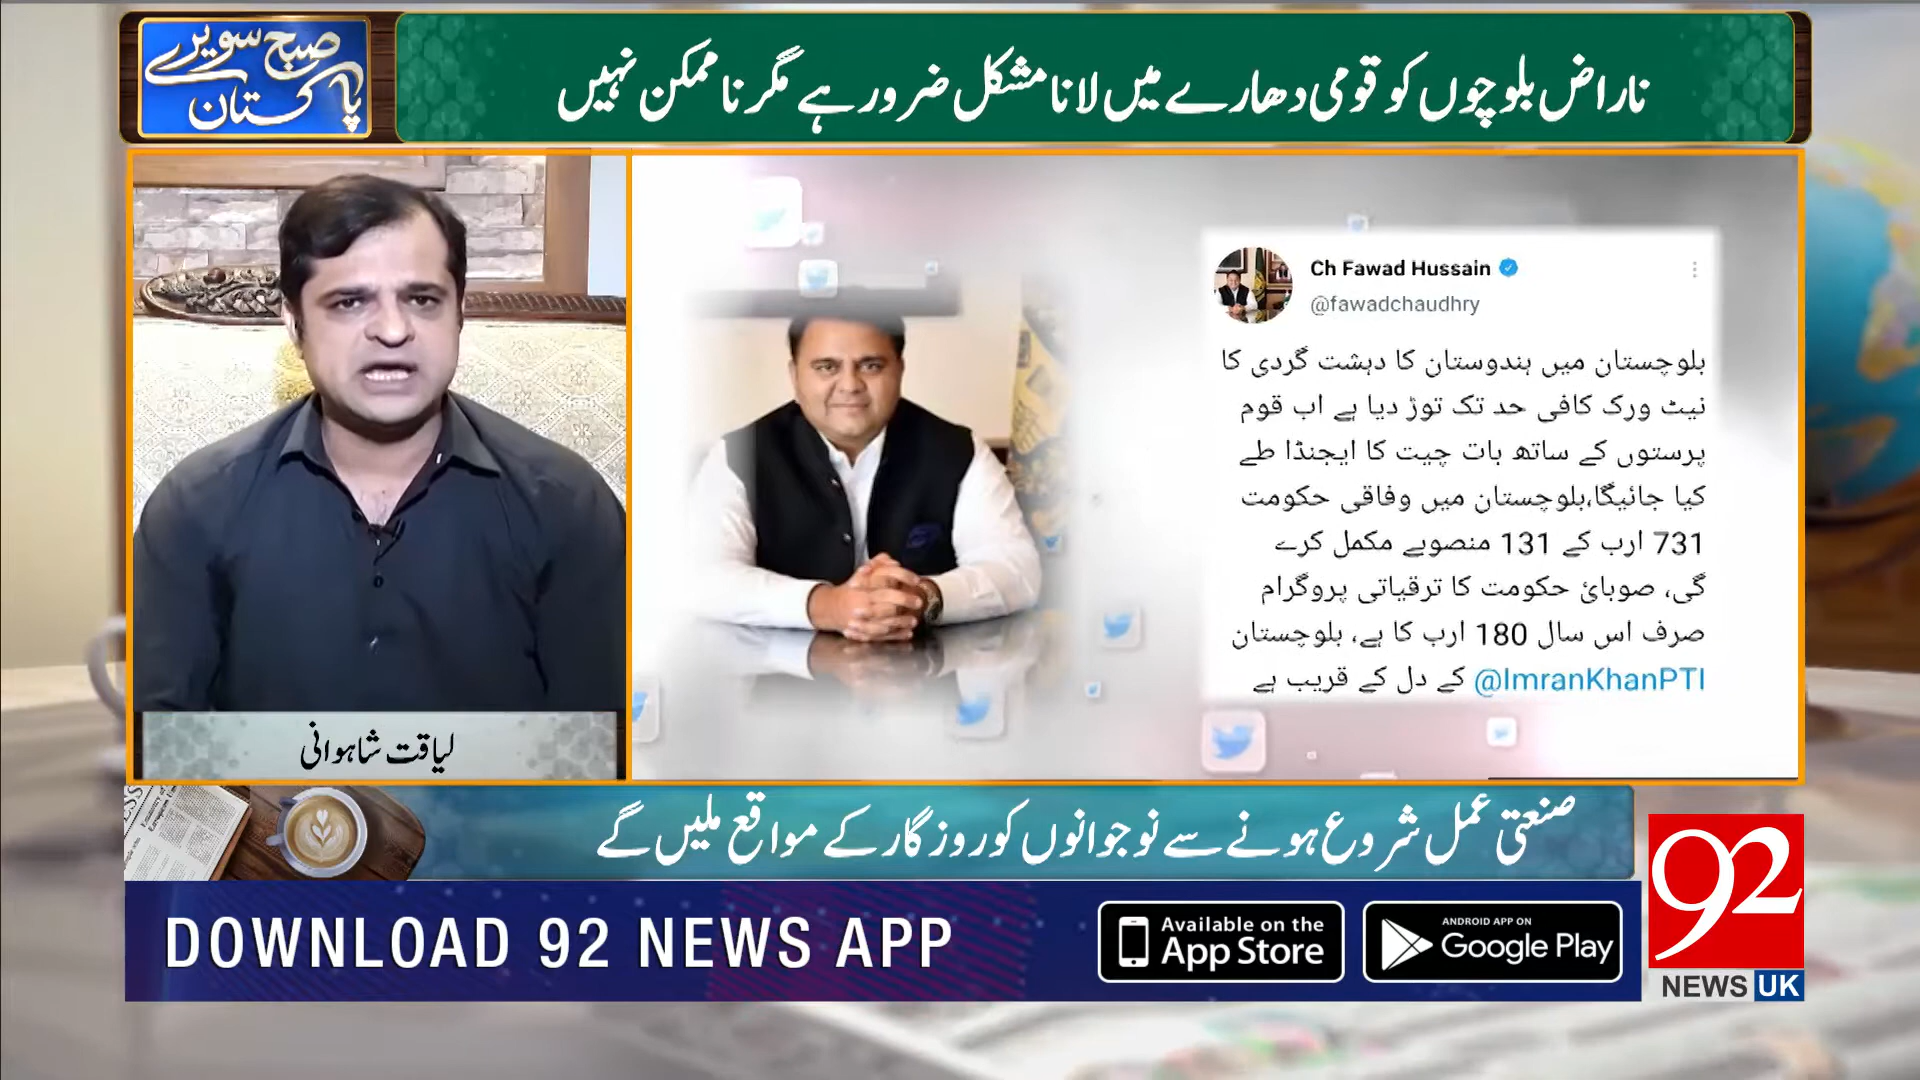 صبح سویرے
پاکستان
ناراض بلوچوں کو قومی دھارے میں لانا مشکل ضرور ہے مگر ناممکن نہیں
Ch Fawad Hussain
@fawadchaudhry
بلوچستان میں ہندوستان کا دہشت گردی کا
نیٹ ورک کافی حد تک توڑ دیا ہے اب قوم
پرستوں کے ساتھ بات چیت کا ایجنڈا طے
کیا جائیگا،بلوچستان میں وفاقی حکومت
731 ارب کے 131 منصوبے مکمل کرے
گی، صوبائ حکومت کا ترقیاتی پروگرام
صرف اس سال 180 ارب کا ہے، بلوچستان
@ImranKhanPTI کے دل کے قریب ہے
لیاقت شاہوانی
صنعتی عمل شروع ہونے سے نوجوانوں کو روزگار کے مواقع ملیں گے
DOWNLOAD 92 NEWS APP
Available on the
App Store
ANDROID APP ON
Google Play
92
NEWS UK